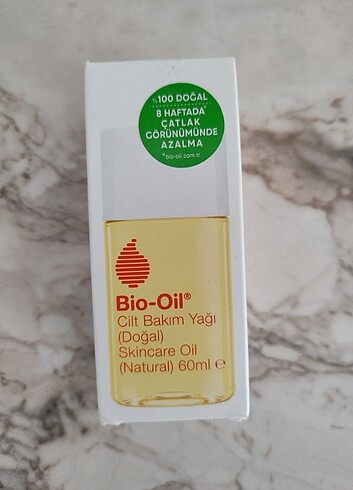 %100 DOĞAL
8 HAFTADA*
ÇATLAK
GÖRÜNÜMÜNDE
AZALMA
*bio-oil.com.tr
Bio-Oil®
Cilt Bakım Yağı
(Doğal)
Skincare Oil
(Natural) 60ml ℮